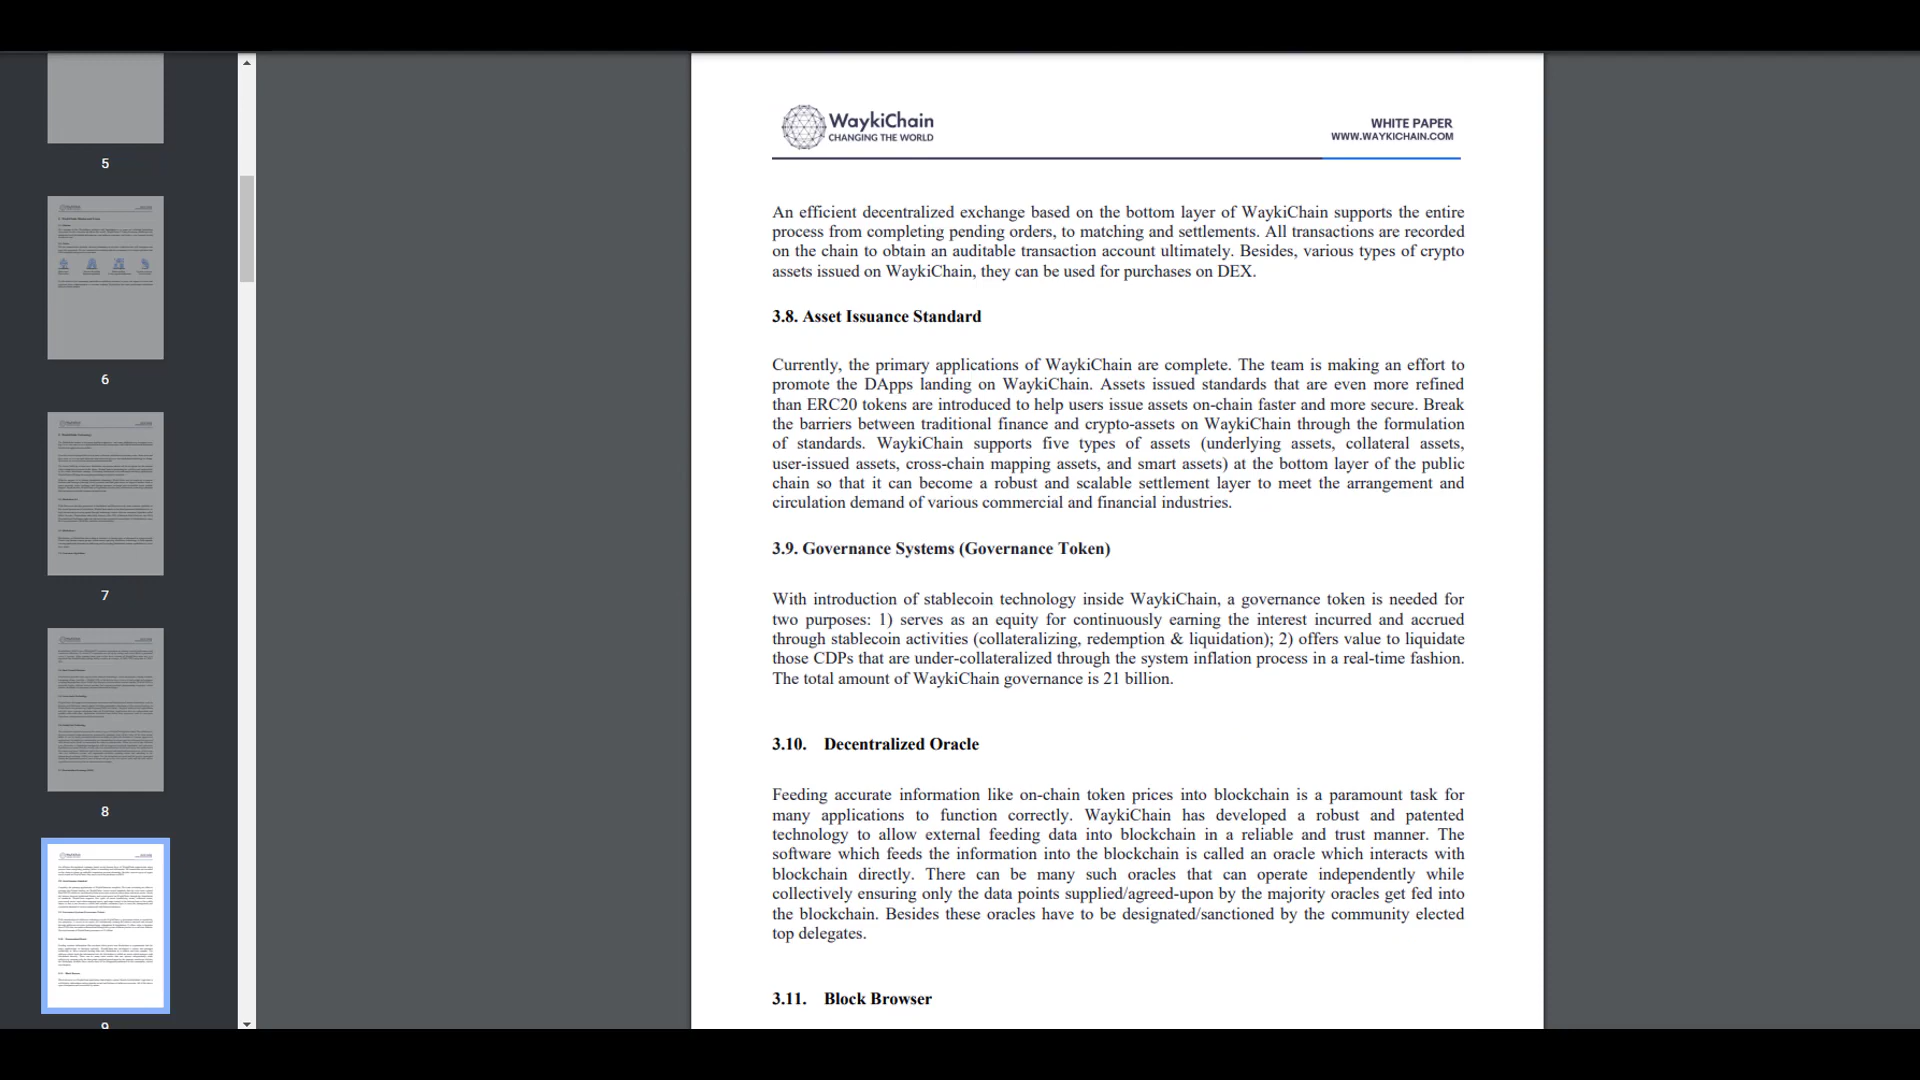 5
6
7
8
9
WaykiChain
CHANGING THE WORLD
WHITE PAPER
WWW.WAYKICHAIN.COM
An efficient decentralized exchange based on the bottom layer of WaykiChain supports the entire
process from completing pending orders, to matching and settlements. All transactions are recorded
on the chain to obtain an auditable transaction account ultimately. Besides, various types of crypto
assets issued on WaykiChain, they can be used for purchases on DEX.
3.8. Asset Issuance Standard
Currently, the primary applications of WaykiChain are complete. The team is making an effort to
promote the DApps landing on WaykiChain. Assets issued standards that are even more refined
than ERC20 tokens are introduced to help users issue assets on-chain faster and more secure. Break
the barriers between traditional finance and crypto-assets on WaykiChain through the formulation
of standards. WaykiChain supports five types of assets (underlying assets, collateral assets,
user-issued assets, cross-chain mapping assets, and smart assets) at the bottom layer of the public
chain so that it can become a robust and scalable settlement layer to meet the arrangement and
circulation demand of various commercial and financial industries.
3.9. Governance Systems (Governance Token)
With introduction of stablecoin technology inside WaykiChain, a governance token is needed for
two purposes: 1) serves as an equity for continuously earning the interest incurred and accrued
through stablecoin activities (collateralizing, redemption & liquidation); 2) offers value to liquidate
those CDPs that are under-collateralized through the system inflation process in a real-time fashion.
The total amount of WaykiChain governance is 21 billion.
3.10. Decentralized Oracle
Feeding accurate information like on-chain token prices into blockchain is a paramount task for
many applications to function correctly. WaykiChain has developed a robust and patented
technology to allow external feeding data into blockchain in a reliable and trust manner. The
software which feeds the information into the blockchain is called an oracle which interacts with
blockchain directly. There can be many such oracles that can operate independently while
collectively ensuring only the data points supplied/agreed-upon by the majority oracles get fed into
the blockchain. Besides these oracles have to be designated/sanctioned by the community elected
top delegates.
3.11. Block Browser